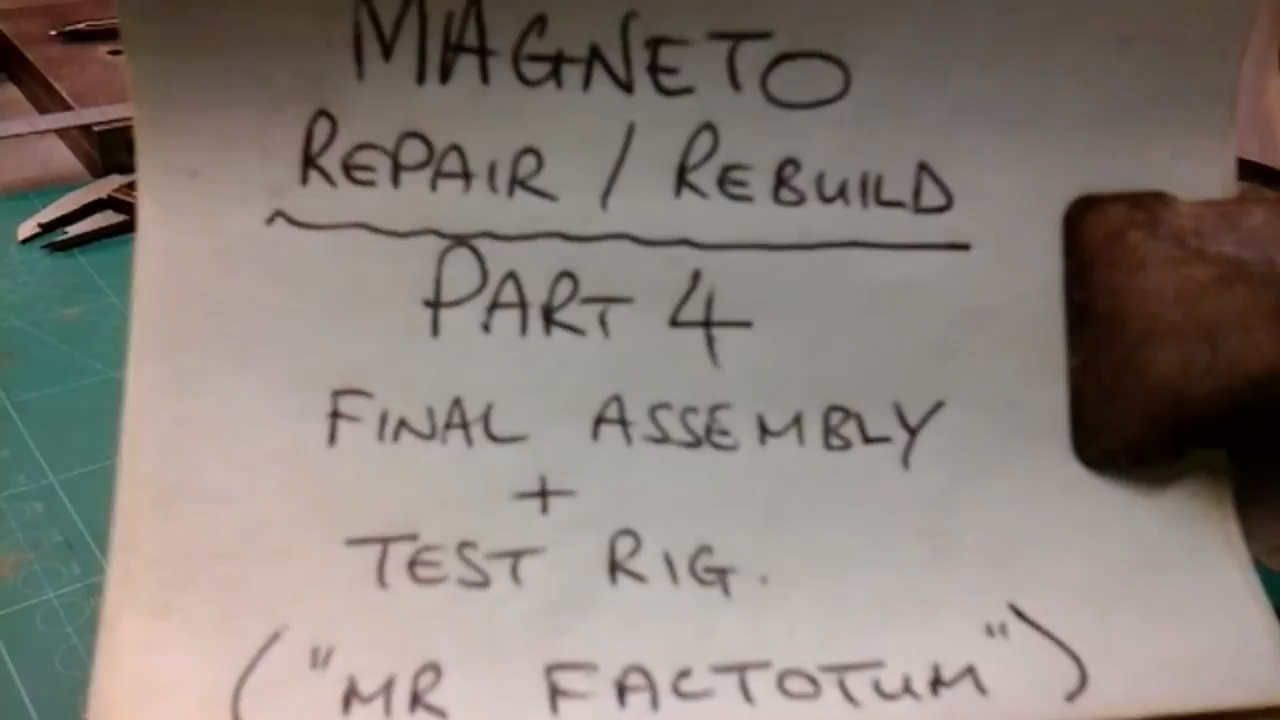 MAGNETO
REPAIR / REBUILD
PART 4
FINAL ASSEMBLY
+
TEST RIG.
("MR FACTOTUM")